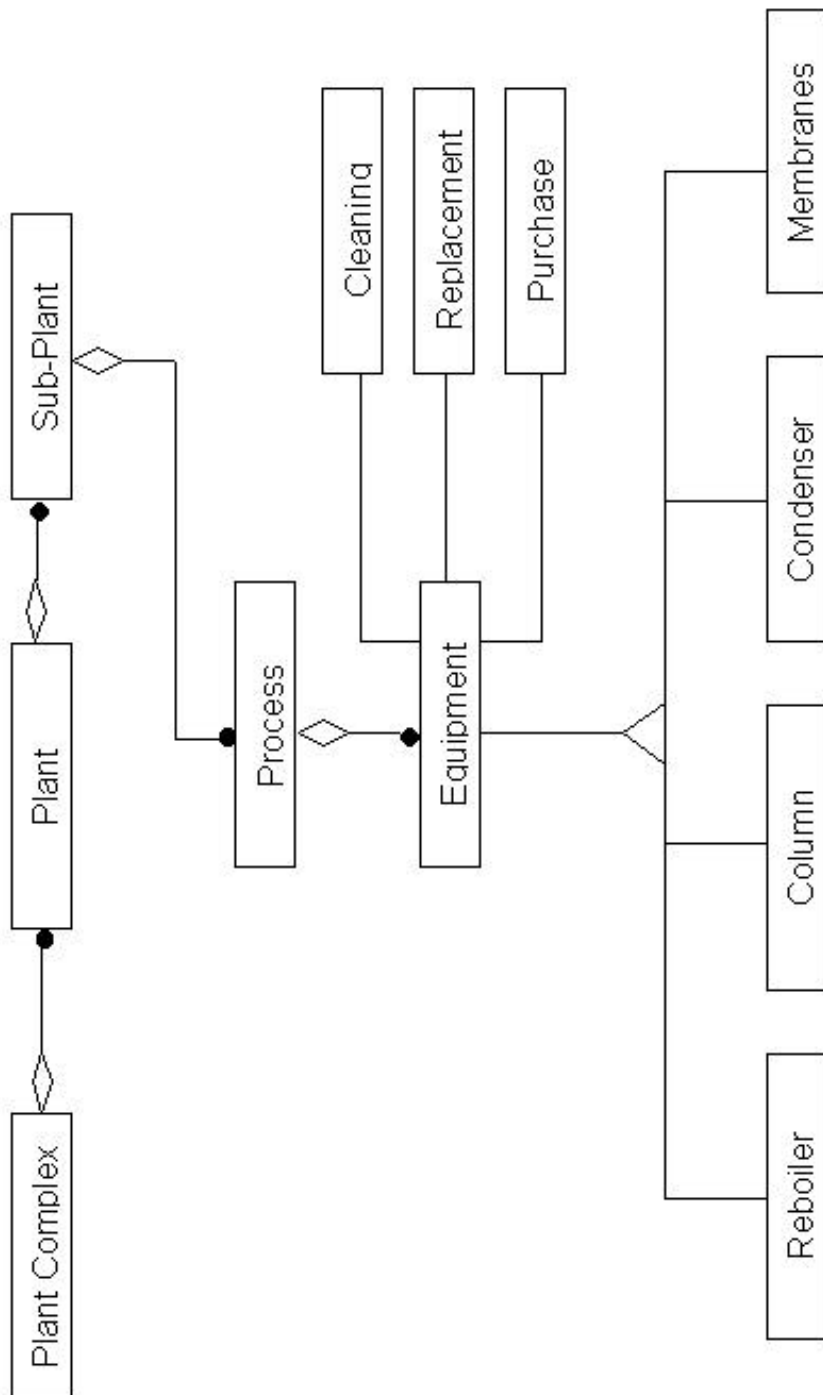 Plant Complex
Plant
Sub-Plant
Process
Equipment
Cleaning
Replacement
Purchase
Reboiler
Column
Condenser
Membranes